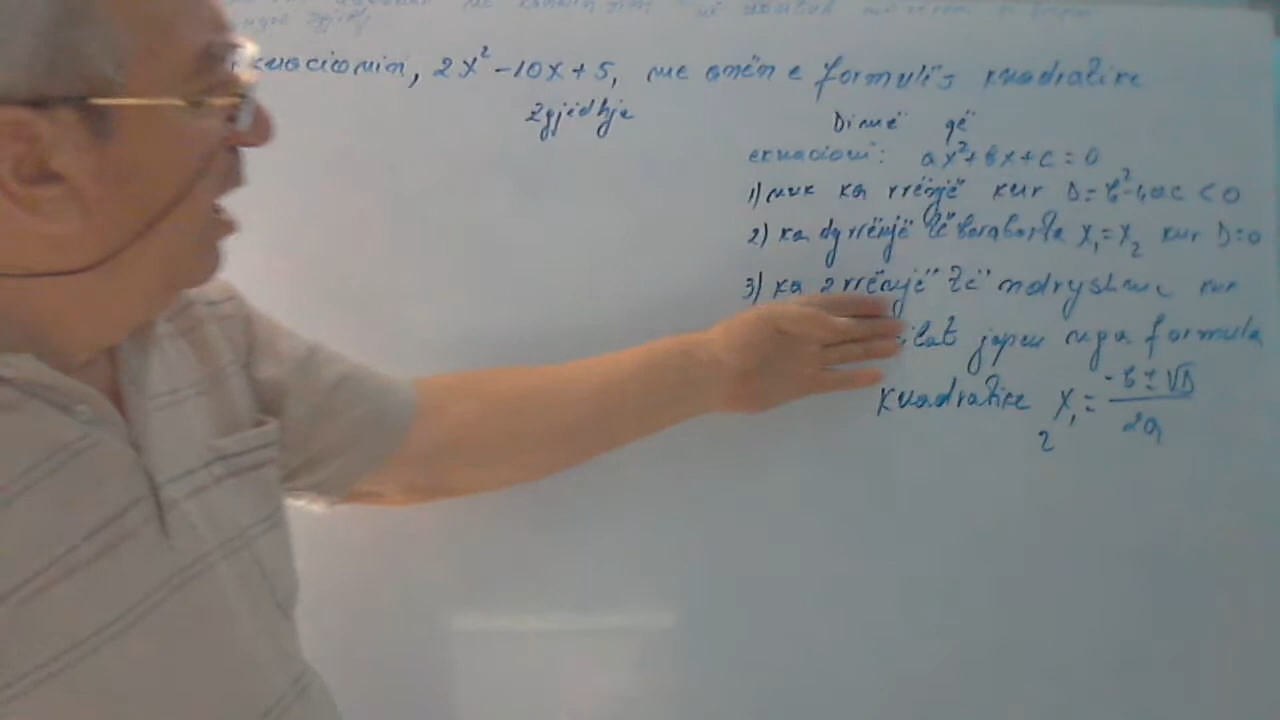 ekuacionin, 2x² -10x + 5, me anën e formulës kuadratike
zgjidhje
Dimë që
ekuacioni: ax²+bx+c=0
1) nuk ka rrënjë kur D=b²-4ac < 0
2) ka dy rrënjë të barabarta x₁=x₂ kur D=0
3) ka 2 rrënjë të ndryshme kur
cilat jepen nga formula
kuadratike x₁,₂ = -b±√D / 2a